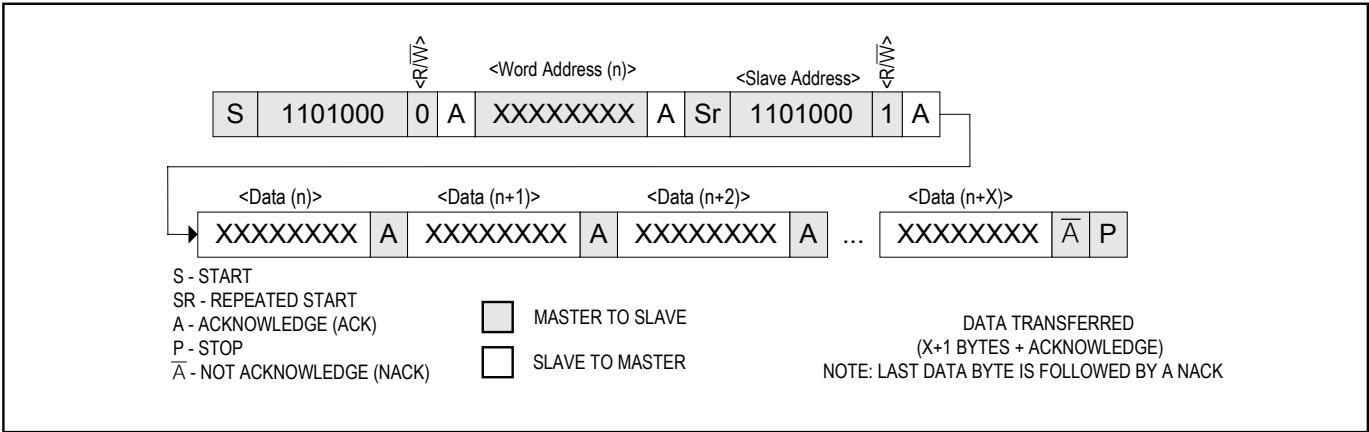 <R/W̅> <Word Address (n)> <Slave Address> <R/W̅>
S 1101000 0 A XXXXXXXX A Sr 1101000 1 A
<Data (n)> <Data (n+1)> <Data (n+2)> <Data (n+X)>
XXXXXXXX A XXXXXXXX A XXXXXXXX A ... XXXXXXXX A̅ P
S - START
SR - REPEATED START
A - ACKNOWLEDGE (ACK)
P - STOP
A̅ - NOT ACKNOWLEDGE (NACK)
MASTER TO SLAVE
SLAVE TO MASTER
DATA TRANSFERRED
(X+1 BYTES + ACKNOWLEDGE)
NOTE: LAST DATA BYTE IS FOLLOWED BY A NACK